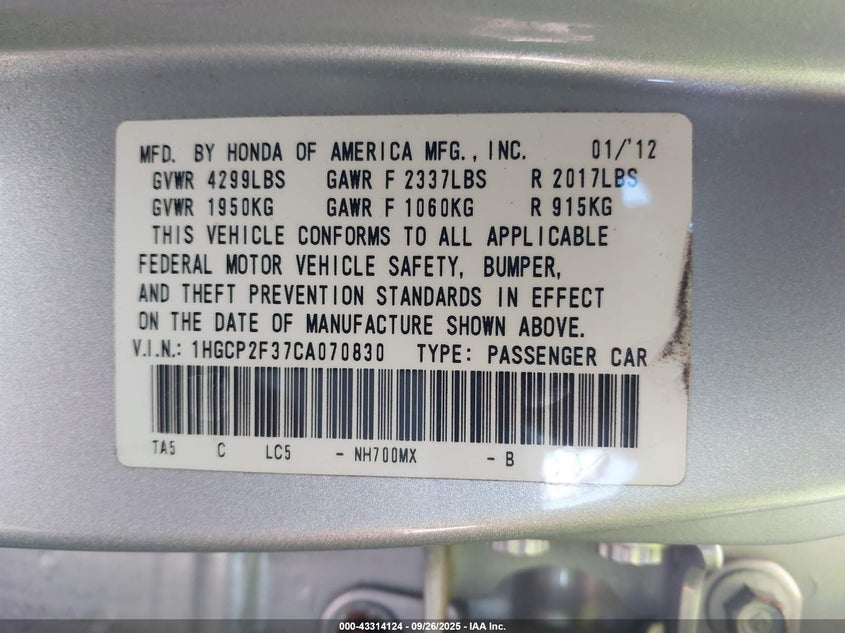 MFD. BY HONDA OF AMERICA MFG., INC. 01/'12
GVWR 4299LBS GAWR F 2337LBS R 2017LBS
GVWR 1950KG GAWR F 1060KG R 915KG
THIS VEHICLE CONFORMS TO ALL APPLICABLE
FEDERAL MOTOR VEHICLE SAFETY, BUMPER,
AND THEFT PREVENTION STANDARDS IN EFFECT
ON THE DATE OF MANUFACTURE SHOWN ABOVE.
V.I.N.: 1HGCP2F37CA070830 TYPE: PASSENGER CAR
TA5 C LC5 - NH700MX - B
000-43314124 - 09/26/2025 - IAA Inc.